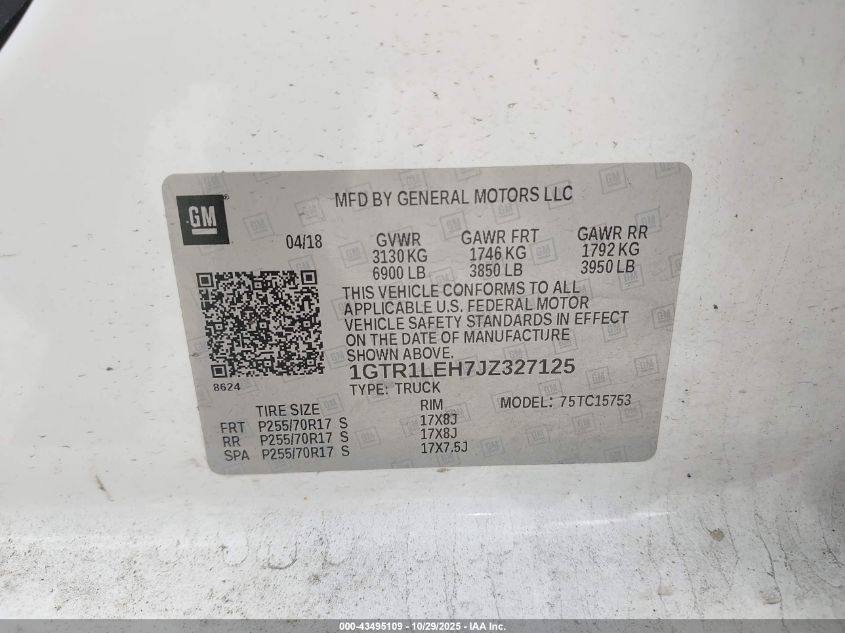 GM
MFD BY GENERAL MOTORS LLC
04/18
GVWR GAWR FRT GAWR RR
3130 KG 1746 KG 1792 KG
6900 LB 3850 LB 3950 LB
THIS VEHICLE CONFORMS TO ALL
APPLICABLE U.S. FEDERAL MOTOR
VEHICLE SAFETY STANDARDS IN EFFECT
ON THE DATE OF MANUFACTURE
SHOWN ABOVE.
8624
1GTR1LEH7JZ327125
TYPE: TRUCK
MODEL: 75TC15753
TIRE SIZE RIM
FRT P255/70R17 S 17X8J
RR P255/70R17 S 17X8J
SPA P255/70R17 S 17X7.5J
000-43495109 - 10/29/2025 - IAA Inc.